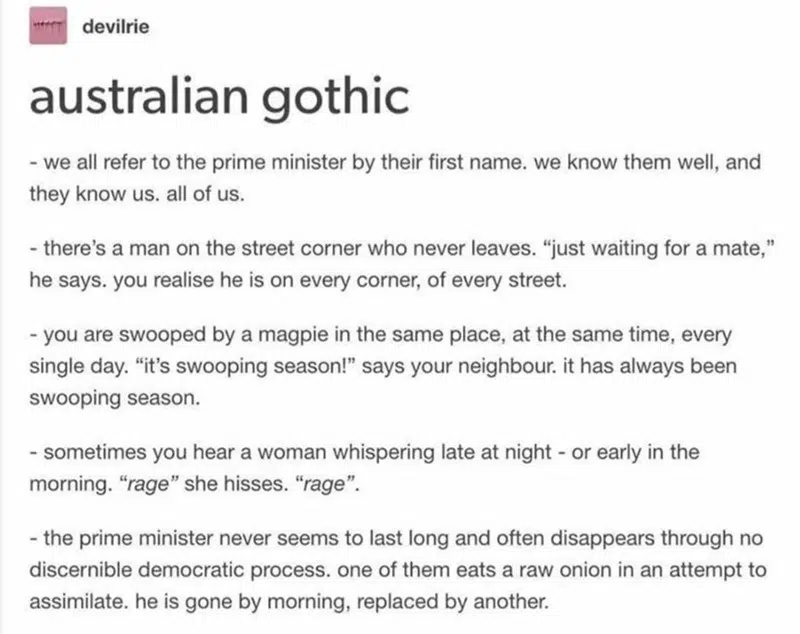 devilrie
australian gothic
- we all refer to the prime minister by their first name. we know them well, and
they know us. all of us.
- there's a man on the street corner who never leaves. “just waiting for a mate,”
he says. you realise he is on every corner, of every street.
- you are swooped by a magpie in the same place, at the same time, every
single day. “it’s swooping season!” says your neighbour. it has always been
swooping season.
- sometimes you hear a woman whispering late at night - or early in the
morning. “rage” she hisses. “rage”.
- the prime minister never seems to last long and often disappears through no
discernible democratic process. one of them eats a raw onion in an attempt to
assimilate. he is gone by morning, replaced by another.